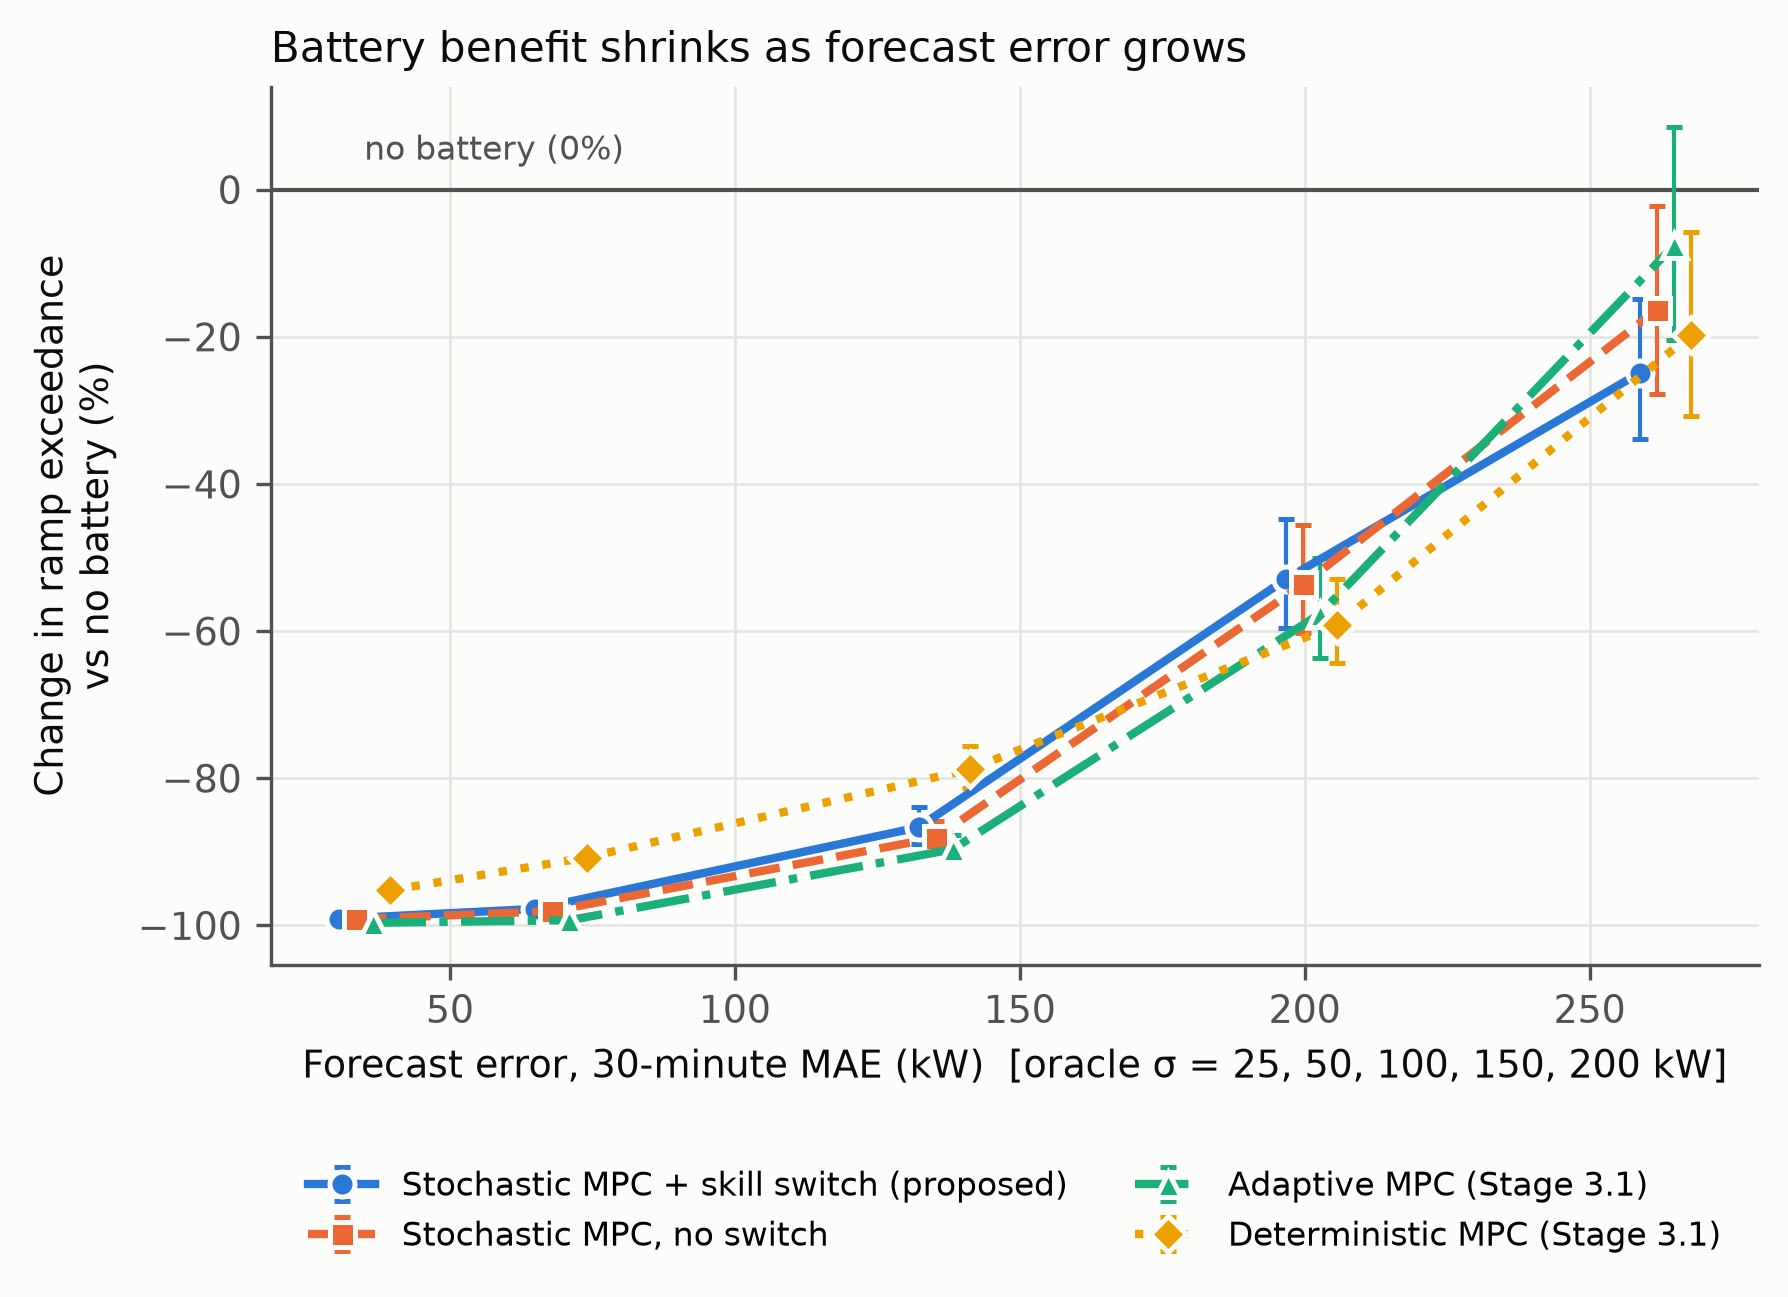 Battery benefit shrinks as forecast error grows
no battery (0%)
0
−20
−40
−60
−80
−100
Change in ramp exceedance
vs no battery (%)
50 100 150 200 250
Forecast error, 30-minute MAE (kW) [oracle σ = 25, 50, 100, 150, 200 kW]
Stochastic MPC + skill switch (proposed)
Stochastic MPC, no switch
Adaptive MPC (Stage 3.1)
Deterministic MPC (Stage 3.1)